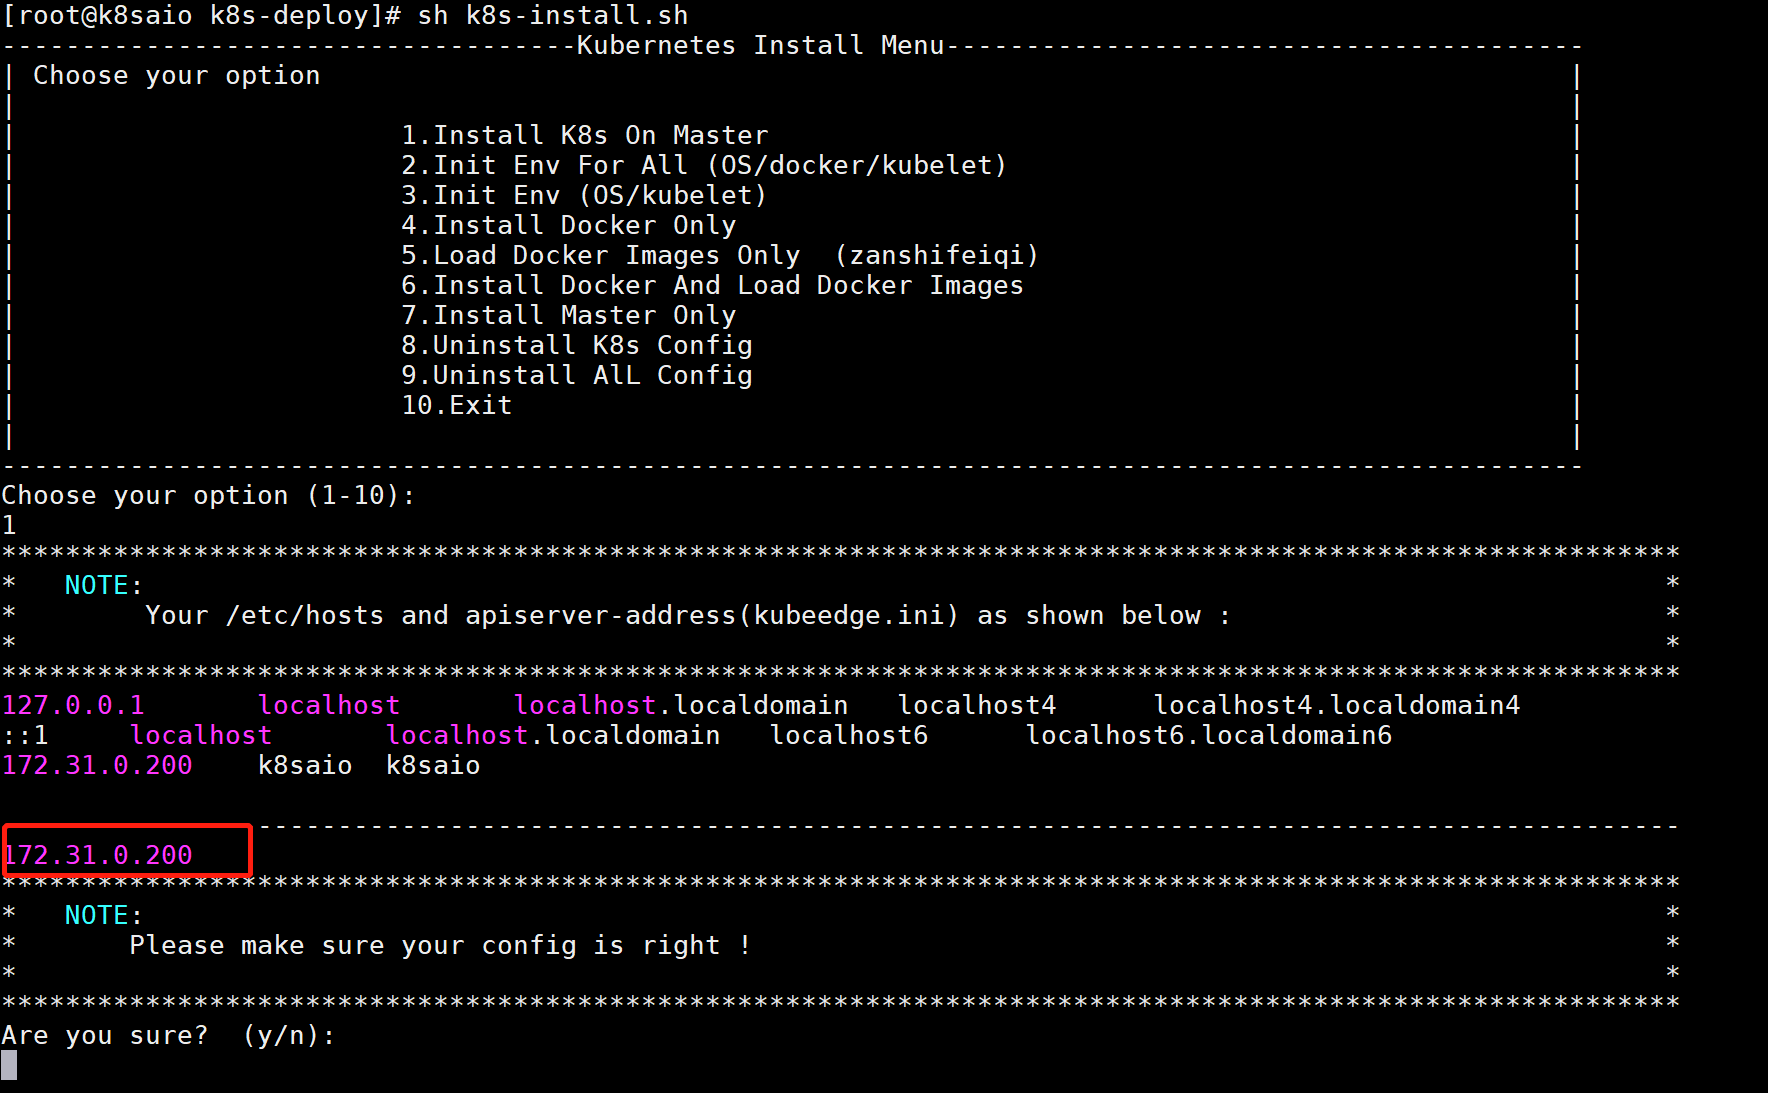 [root@k8saio k8s-deploy]# sh k8s-install.sh
------------------------------------Kubernetes Install Menu----------------------------------------
| Choose your option |
| |
| 1.Install K8s On Master |
| 2.Init Env For All (OS/docker/kubelet) |
| 3.Init Env (OS/kubelet) |
| 4.Install Docker Only |
| 5.Load Docker Images Only  (zanshifeiqi) |
| 6.Install Docker And Load Docker Images |
| 7.Install Master Only |
| 8.Uninstall K8s Config |
| 9.Uninstall AlL Config |
| 10.Exit |
| |
---------------------------------------------------------------------------------------------------
Choose your option (1-10):
1
*********************************************************************************************************
*   NOTE: *
*        Your /etc/hosts and apiserver-address(kubeedge.ini) as shown below : *
* *
*********************************************************************************************************
127.0.0.1       localhost       localhost.localdomain   localhost4      localhost4.localdomain4
::1     localhost       localhost.localdomain   localhost6      localhost6.localdomain6
172.31.0.200    k8saio  k8saio
-----------------------------------------------------------------------------------------
172.31.0.200
*********************************************************************************************************
*   NOTE: *
*       Please make sure your config is right ! *
* *
*********************************************************************************************************
Are you sure?  (y/n):